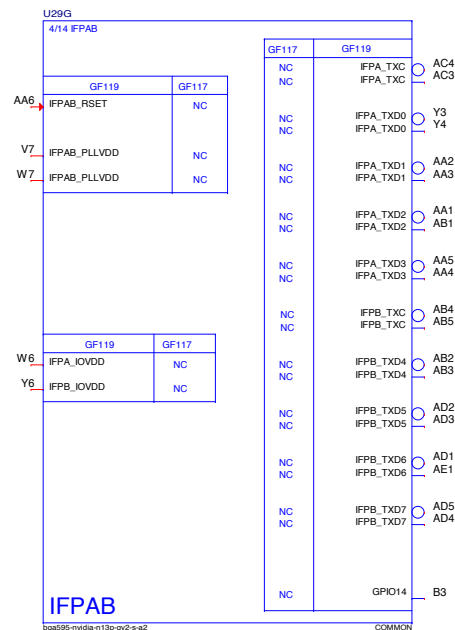 U29G
4/14 IFPAB
GF119 GF117
AA6 IFPAB_RSET NC
V7 IFPAB_PLLVDD NC
W7 IFPAB_PLLVDD NC
GF119 GF117
W6 IFPA_IOVDD NC
Y6 IFPB_IOVDD NC
GF117 GF119
NC IFPA_TXC AC4
NC IFPA_TXC AC3
NC IFPA_TXD0 Y3
NC IFPA_TXD0 Y4
NC IFPA_TXD1 AA2
NC IFPA_TXD1 AA3
NC IFPA_TXD2 AA1
NC IFPA_TXD2 AB1
NC IFPA_TXD3 AA5
NC IFPA_TXD3 AA4
NC IFPB_TXC AB4
NC IFPB_TXC AB5
NC IFPB_TXD4 AB2
NC IFPB_TXD4 AB3
NC IFPB_TXD5 AD2
NC IFPB_TXD5 AD3
NC IFPB_TXD6 AD1
NC IFPB_TXD6 AE1
NC IFPB_TXD7 AD5
NC IFPB_TXD7 AD4
NC GPIO14 B3
IFPAB
bga595-nvidia-n13p-gv2-s-a2 COMMON